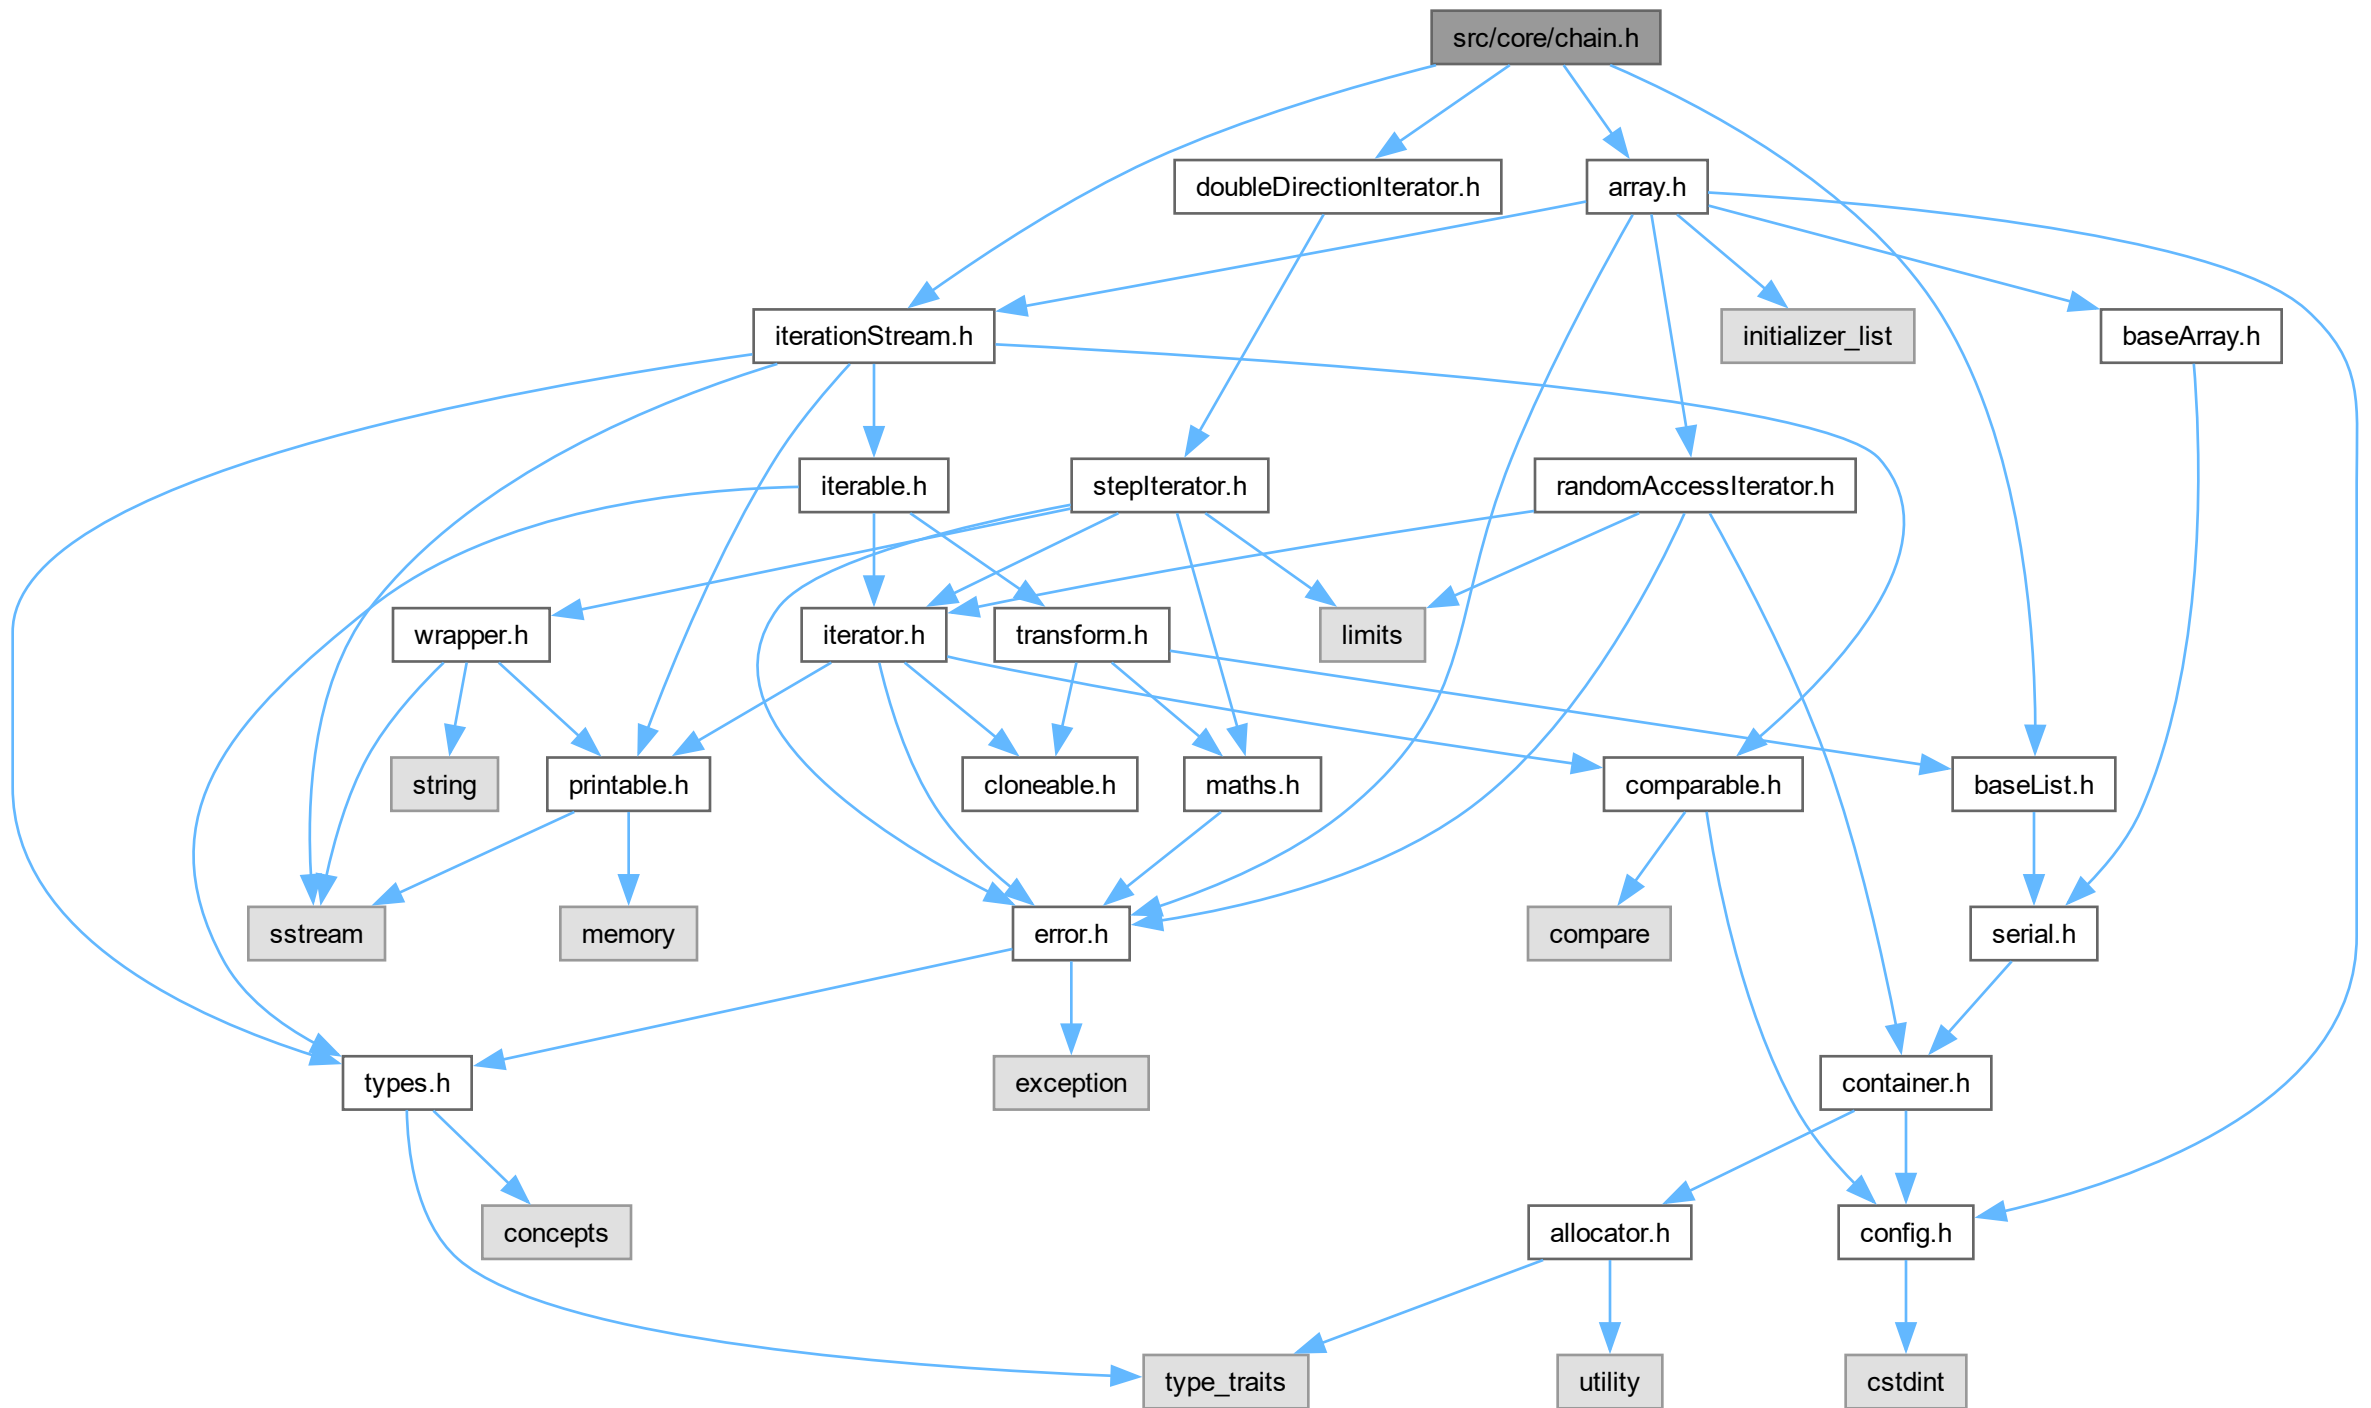 src/core/chain.h
doubleDirectionIterator.h
array.h
iterationStream.h
initializer_list
baseArray.h
iterable.h
stepIterator.h
randomAccessIterator.h
wrapper.h
iterator.h
transform.h
limits
string
printable.h
cloneable.h
maths.h
comparable.h
baseList.h
sstream
memory
error.h
compare
serial.h
types.h
exception
container.h
concepts
allocator.h
config.h
type_traits
utility
cstdint